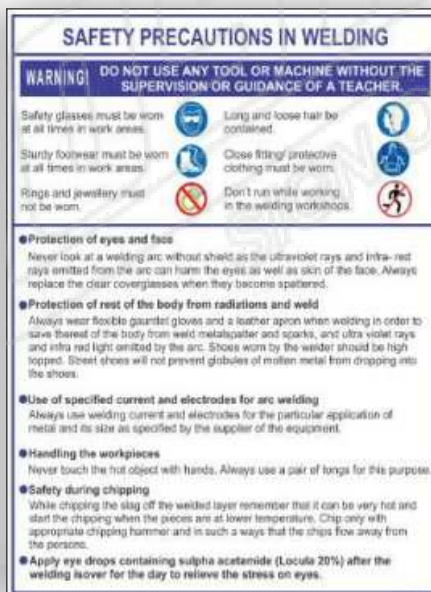 SAFETY PRECAUTIONS IN WELDING
WARNING!
DO NOT USE ANY TOOL OR MACHINE WITHOUT THE
SUPERVISION OR GUIDANCE OF A TEACHER.
Safety glasses must be worn
at all times in work areas.
Long and loose hair be
contained.
Sturdy footwear must be worn
at all times in work areas.
Close fitting/ protective
clothing must be worn.
Rings and jewellery must
not be worn.
Don't run while working
in the welding workshops.
Protection of eyes and face
Never look at a welding arc without shield as the ultraviolet rays and infra- red
rays emitted from the arc can harm the eyes as well as skin of the face. Always
replace the clear coverglasses when they become spattered.
Protection of rest of the body from radiations and weld
Always wear flexible gauntlet gloves and a leather apron when welding in order to
save therest of the body from weld metalspatter and sparks, and ultra violet rays
and infra red light emitted by the arc. Shoes worn by the welder should be high
topped. Street shoes will not prevent globules of molten metal from dropping into
the shoes.
Use of specified current and electrodes for arc welding
Always use welding current and electrodes for the particular application of
metal and its size as specified by the supplier of the equipment.
Handling the workpieces
Never touch the hot object with hands. Always use a pair of tongs for this purpose.
Safety during chipping
While chipping the slag off the welded layer remember that it can be very hot and
start the chipping when the pieces are at lower temperature. Chip only with
appropriate chipping hammer and in such a ways that the chips flow away from
the persons.
Apply eye drops containing sulpha acetamide (Locula 20%) after the
welding isover for the day to relieve the stress on eyes.